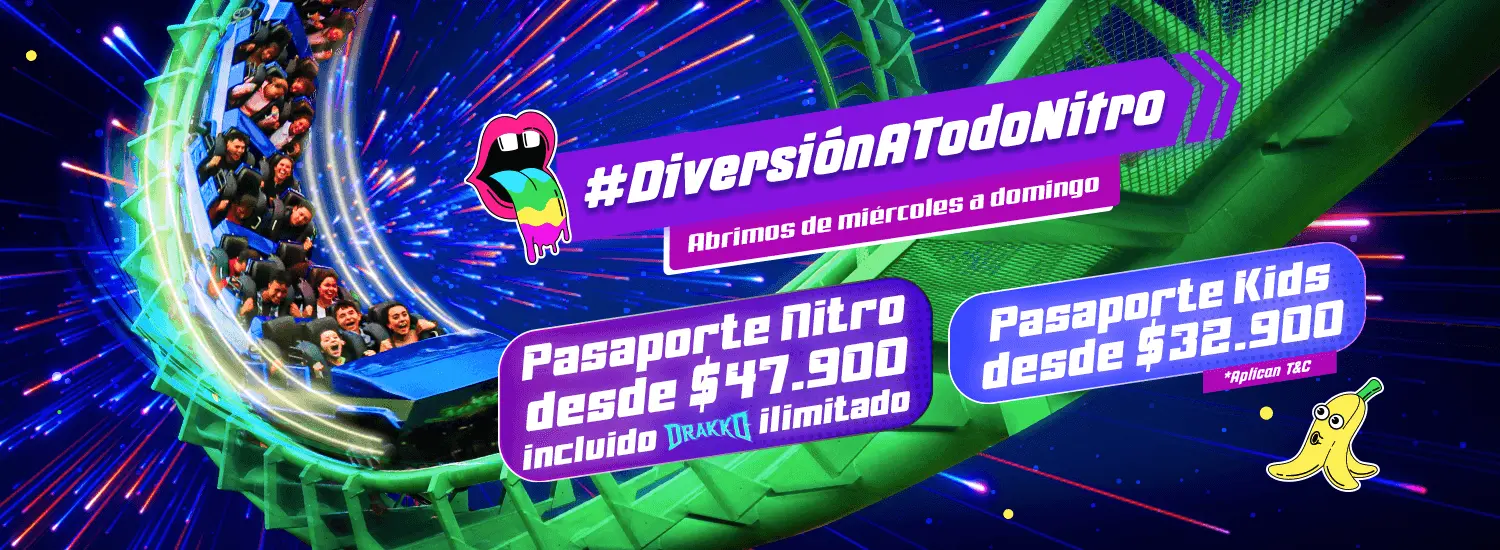 #DiversiónATodoNitro
Abrimos de miércoles a domingo
Pasaporte Nitro
desde $47.900
incluido DRAKKO ilimitado
Pasaporte Kids
desde $32.900
*Aplican T&C